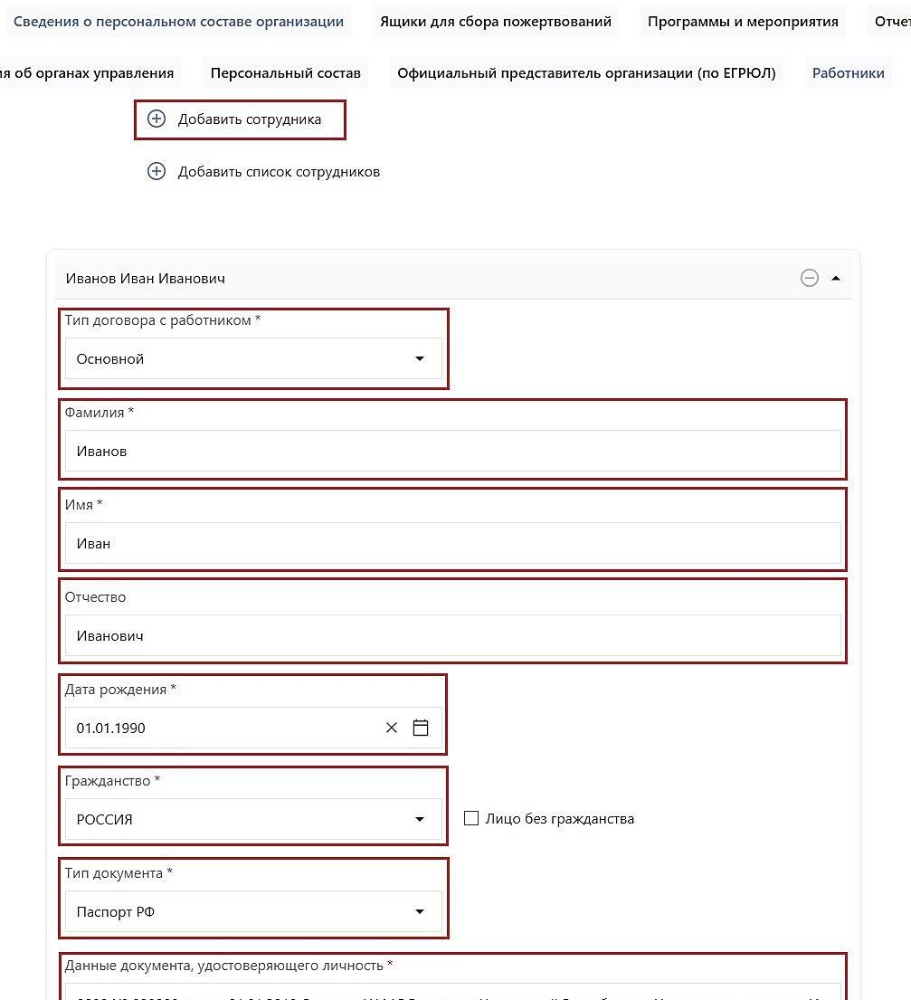 Сведения о персональном составе организации Ящики для сбора пожертвований Программы и мероприятия
об органах управления Персональный состав Официальный представитель организации (по ЕГРЮЛ) Работники
Добавить сотрудника
Добавить список сотрудников
Иванов Иван Иванович
Тип договора с работником *
Основной
Фамилия *
Иванов
Имя *
Иван
Отчество
Иванович
Дата рождения *
01.01.1990
Гражданство *
РОССИЯ Лицо без гражданства
Тип документа *
Паспорт РФ
Данные документа, удостоверяющего личность *